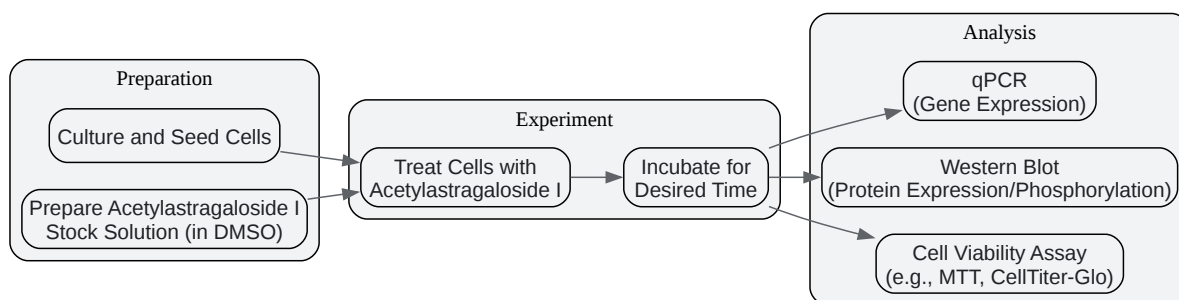 Preparation
Culture and Seed Cells
Prepare Acetylastragaloside I
Stock Solution (in DMSO)
Experiment
Treat Cells with
Acetylastragaloside I
Incubate for
Desired Time
Analysis
qPCR
(Gene Expression)
Western Blot
(Protein Expression/Phosphorylation)
Cell Viability Assay
(e.g., MTT, CellTiter-Glo)